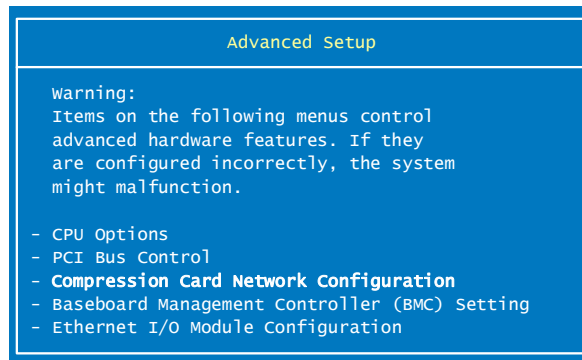 Advanced Setup
Warning:
Items on the following menus control
advanced hardware features. If they
are configured incorrectly, the system
might malfunction.
- CPU Options
- PCI Bus Control
- Compression Card Network Configuration
- Baseboard Management Controller (BMC) Setting
- Ethernet I/O Module Configuration